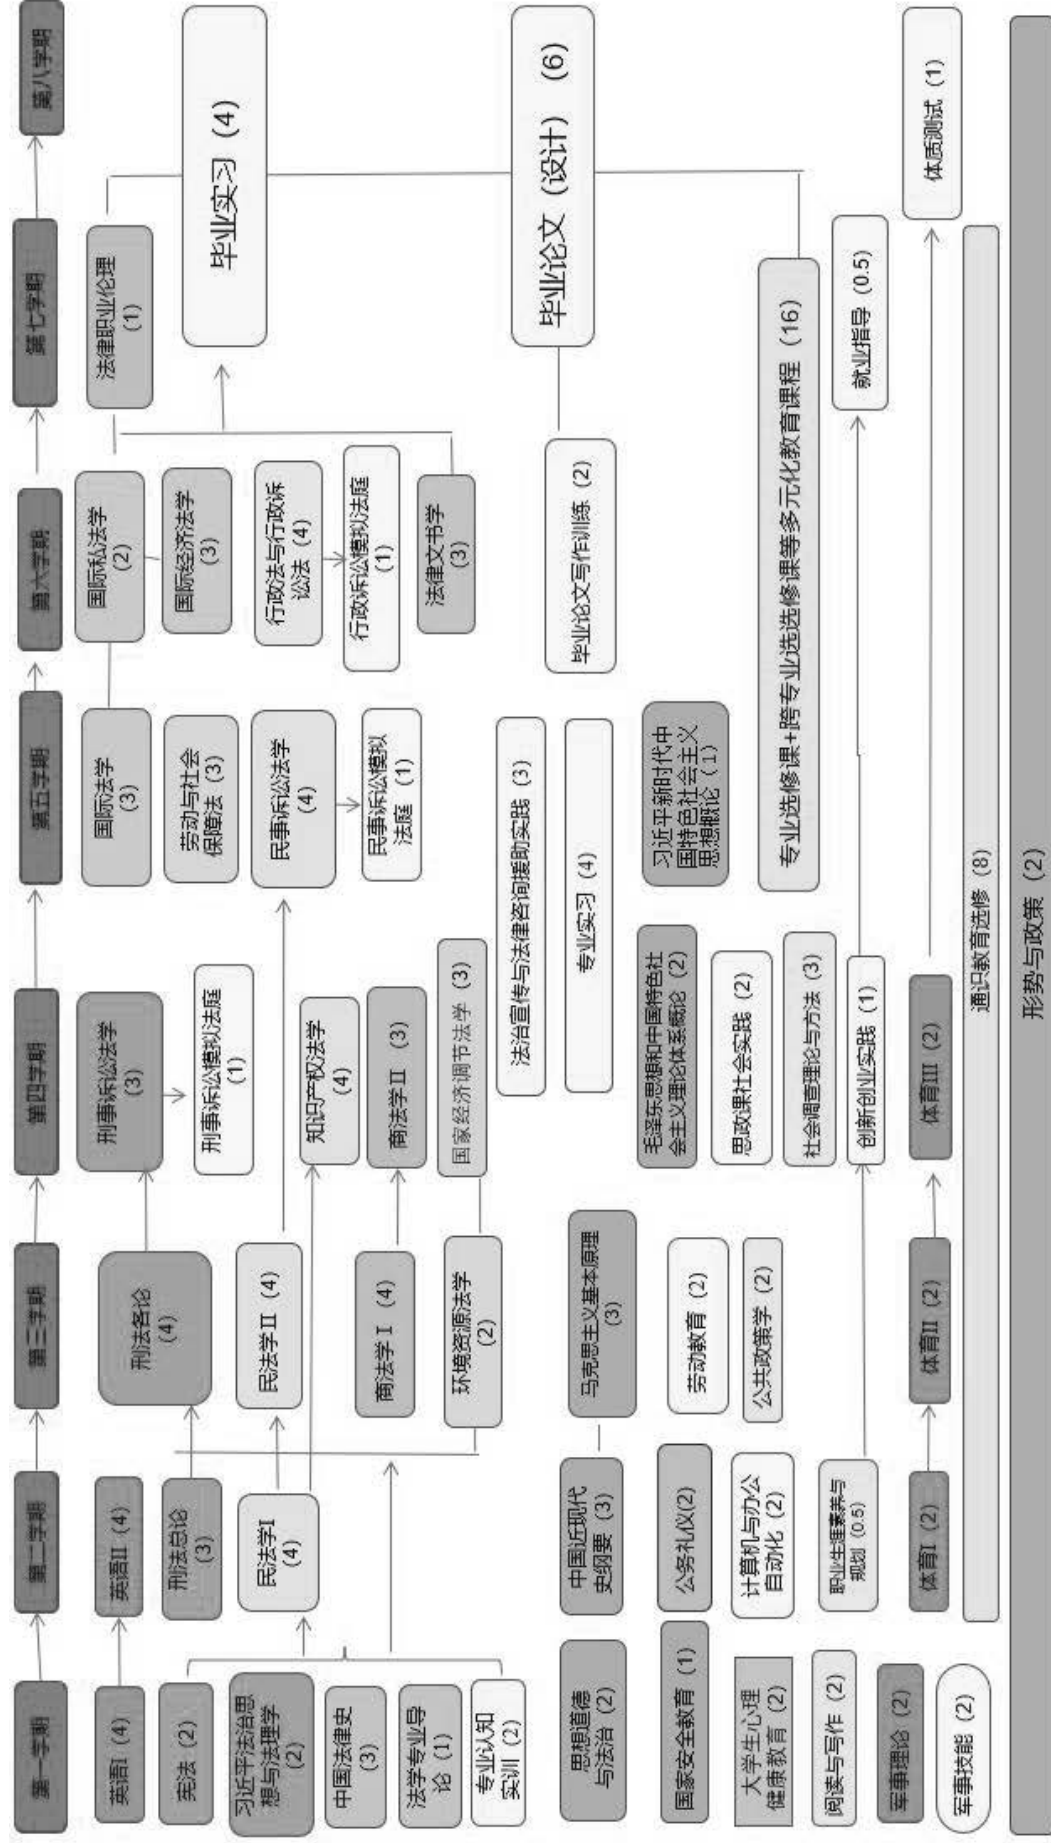 第一学期
第二学期
第三学期
第四学期
第五学期
第六学期
第七学期
第八学期
英语I（4）
宪法（2）
习近平法治思
想与法理学
（2）
中国法律史
（3）
法学专业导
论（1）
专业认知
实训（2）
思想道德
与法治（2）
国家安全教育（1）
大学生心理
健康教育（2）
阅读与写作（2）
军事理论（2）
军事技能（2）
英语II（4）
刑法总论
（3）
民法学I
（4）
中国近现代
史纲要（3）
公务礼仪(2）
计算机与办公
自动化（2）
职业生涯素养与
规划（0.5）
体育I（2）
刑法各论
（4）
民法学II（4）
商法学I（4）
环境资源法学
（2）
马克思主义基本原理
（3）
劳动教育（2）
公共政策学（2）
体育II（2）
刑事诉讼法学
（3）
刑事诉讼模拟法庭
（1）
知识产权法学
（4）
商法学II（3）
国家经济调节法学（3）
法治宣传与法律咨询援助实践（3）
专业实习（4）
毛泽东思想和中国特色社
会主义理论体系概论（2）
思政课社会实践（2）
社会调查理论与方法（3）
创新创业实践（1）
体育III（2）
国际法学
（3）
劳动与社会
保障法（3）
民事诉讼法学
（4）
民事诉讼模拟
法庭（1）
习近平新时代中
国特色社会主义
思想概论（1）
国际私法学
（2）
国际经济法学
（3）
行政法与行政诉
讼法（4）
行政诉讼模拟法庭
（1）
法律文书学
（3）
毕业论文写作训练（2）
专业选修课+跨专业选选修课等多元化教育课程（16）
法律职业伦理
（1）
毕业实习（4）
毕业论文（设计）（6）
就业指导（0.5）
体质测试（1）
通识教育选修（8）
形势与政策（2）